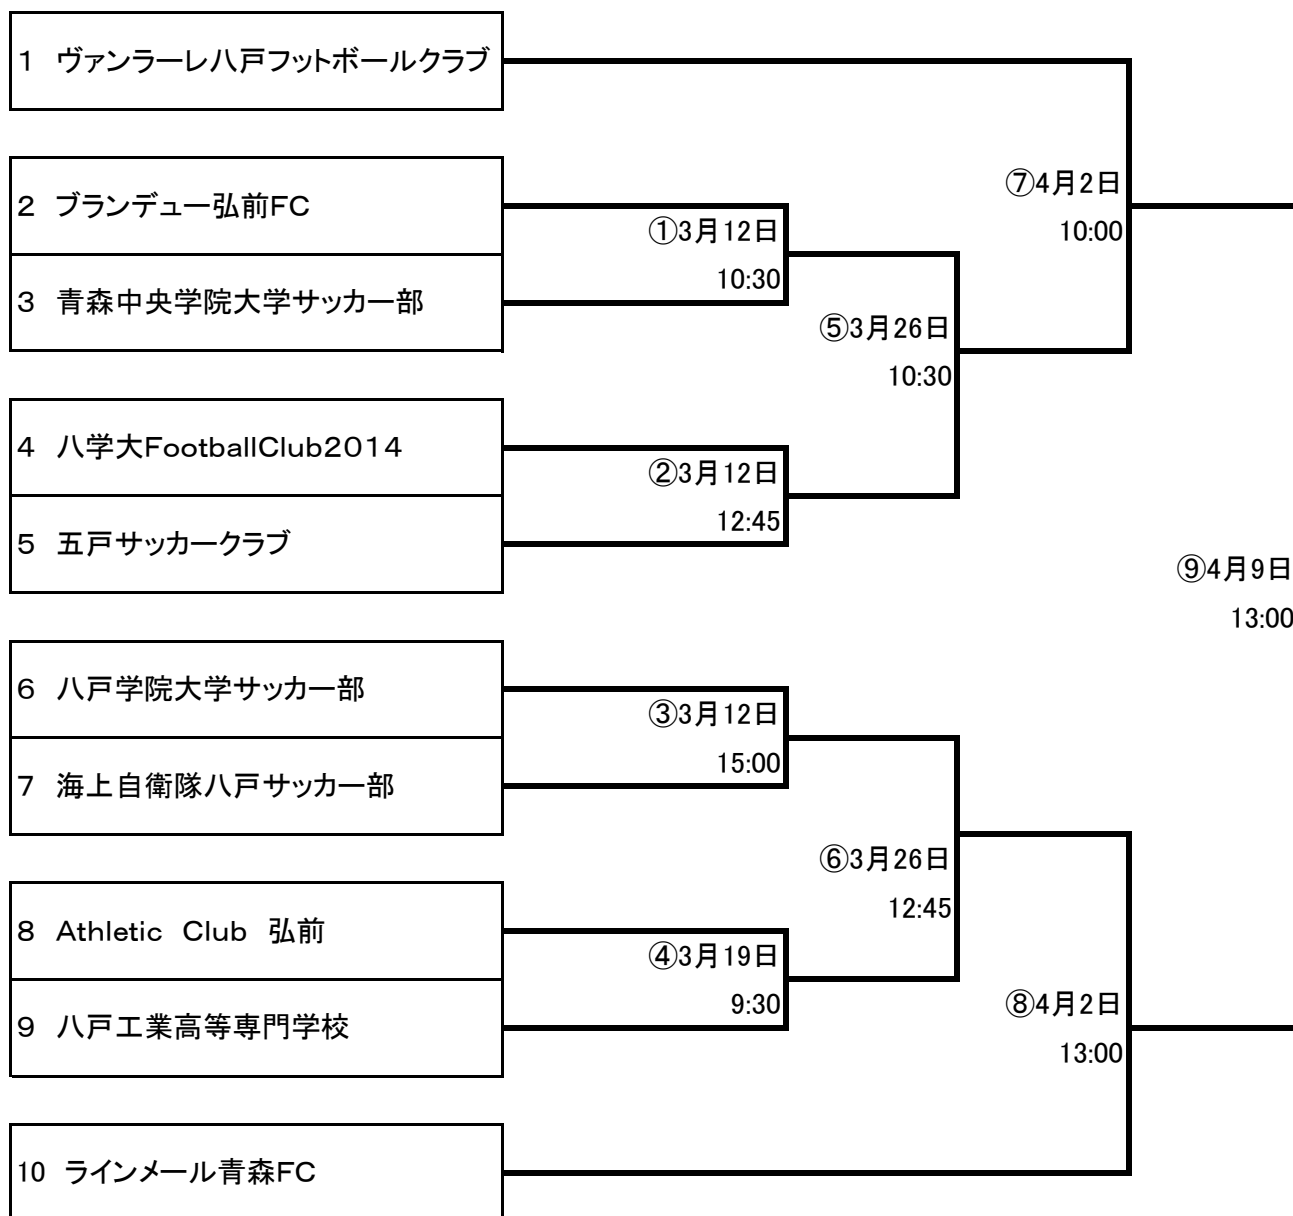 1 ヴァンラーレ八戸フットボールクラブ
⑦4月2日
10:00
2 ブランデュー弘前FC
①3月12日
10:30
3 青森中央学院大学サッカー部
⑤3月26日
10:30
4 八学大FootballClub2014
②3月12日
12:45
5 五戸サッカークラブ
⑨4月9日
13:00
6 八戸学院大学サッカー部
③3月12日
15:00
7 海上自衛隊八戸サッカー部
⑥3月26日
12:45
8 Athletic Club 弘前
④3月19日
9:30
9 八戸工業高等専門学校
⑧4月2日
13:00
10 ラインメール青森FC